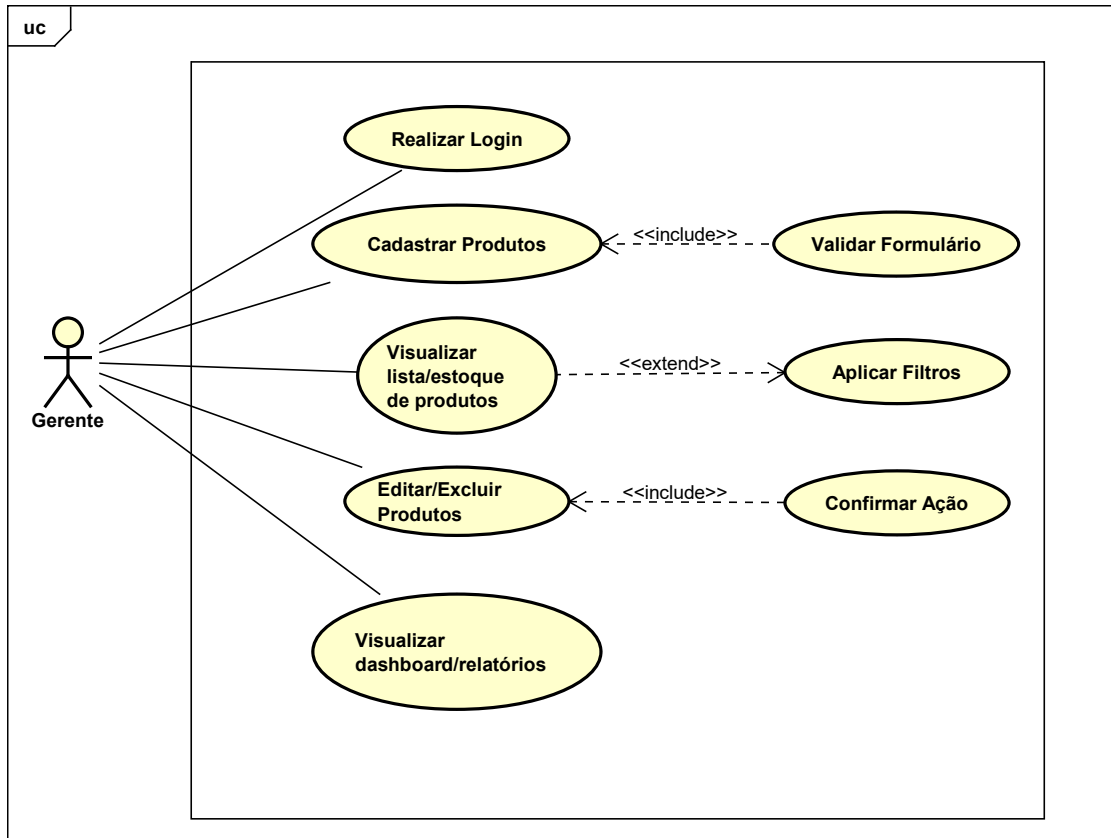 uc
Realizar Login
Cadastrar Produtos
<<include>>
Validar Formulário
Visualizar
lista/estoque
de produtos
<<extend>>
Aplicar Filtros
Gerente
Editar/Excluir
Produtos
<<include>>
Confirmar Ação
Visualizar
dashboard/relatórios